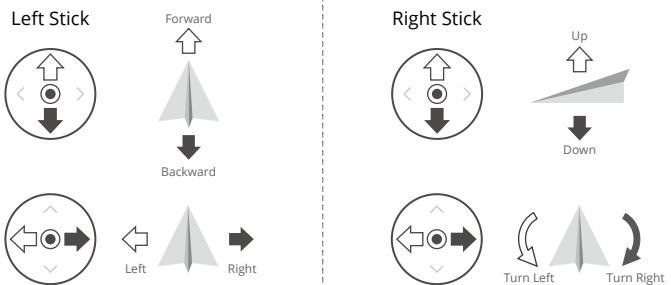 Left Stick
Forward
Backward
Left
Right
Right Stick
Up
Down
Turn Left
Turn Right